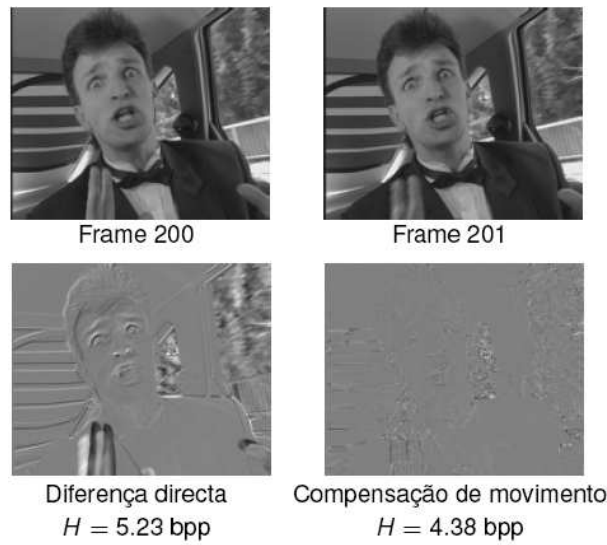 Frame 200
Frame 201
Diferença directa
H = 5.23 bpp
Compensação de movimento
H = 4.38 bpp